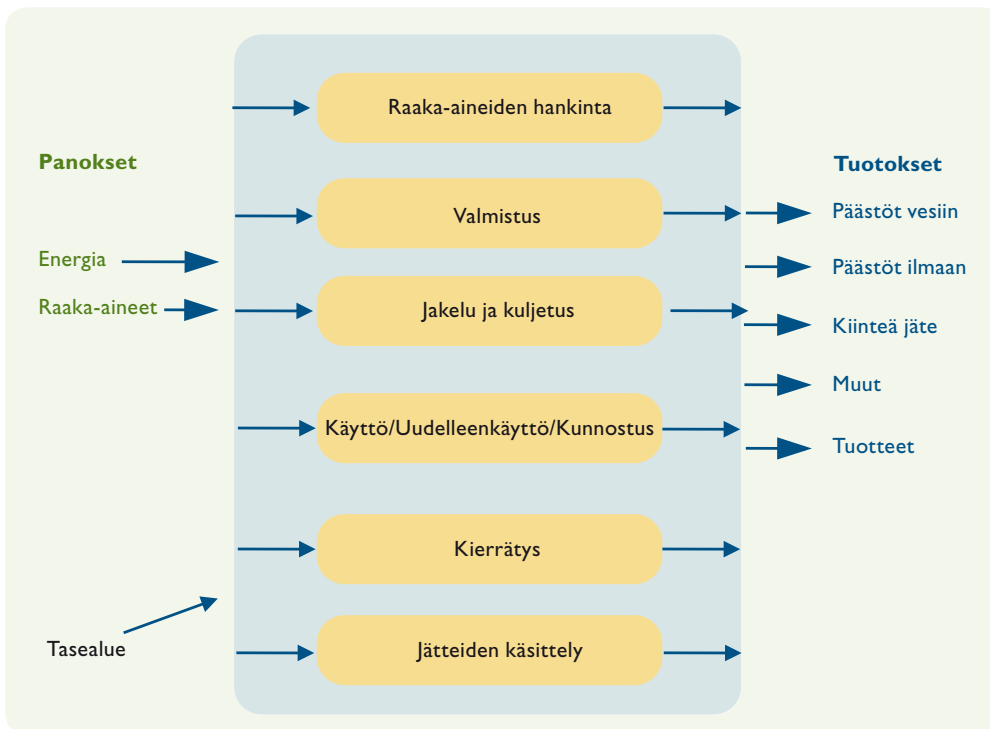 Panokset
Energia
Raaka-aineet
Tasealue
Raaka-aineiden hankinta
Valmistus
Jakelu ja kuljetus
Käyttö/Uudelleenkäyttö/Kunnostus
Kierrätys
Jätteiden käsittely
Tuotokset
Päästöt vesiin
Päästöt ilmaan
Kiinteä jäte
Muut
Tuotteet